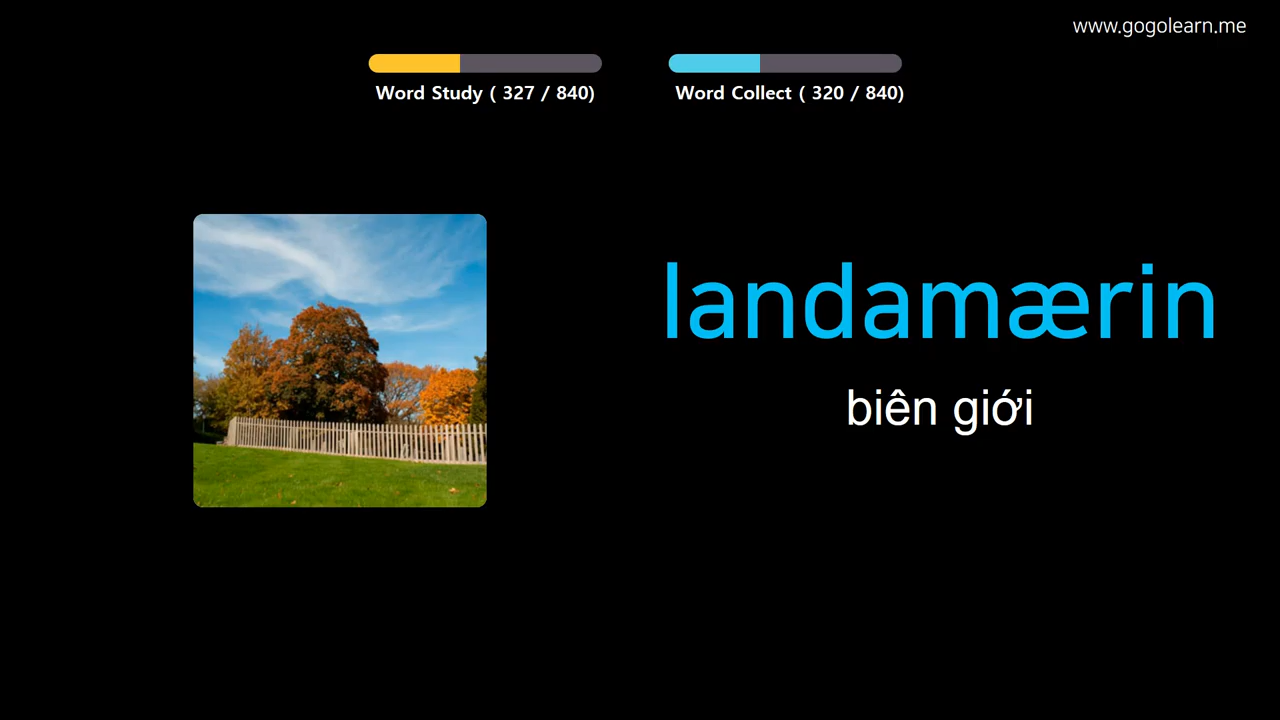 www.gogolearn.me
Word Study ( 327 / 840)
Word Collect ( 320 / 840)
landamærin
biên giới